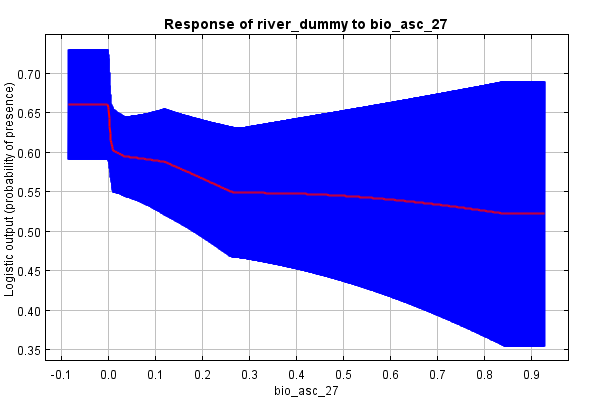 Response of river_dummy to bio_asc_27
Logistic output (probability of presence)
0.70
0.65
0.60
0.55
0.50
0.45
0.40
0.35
-0.1 0.0 0.1 0.2 0.3 0.4 0.5 0.6 0.7 0.8 0.9
bio_asc_27